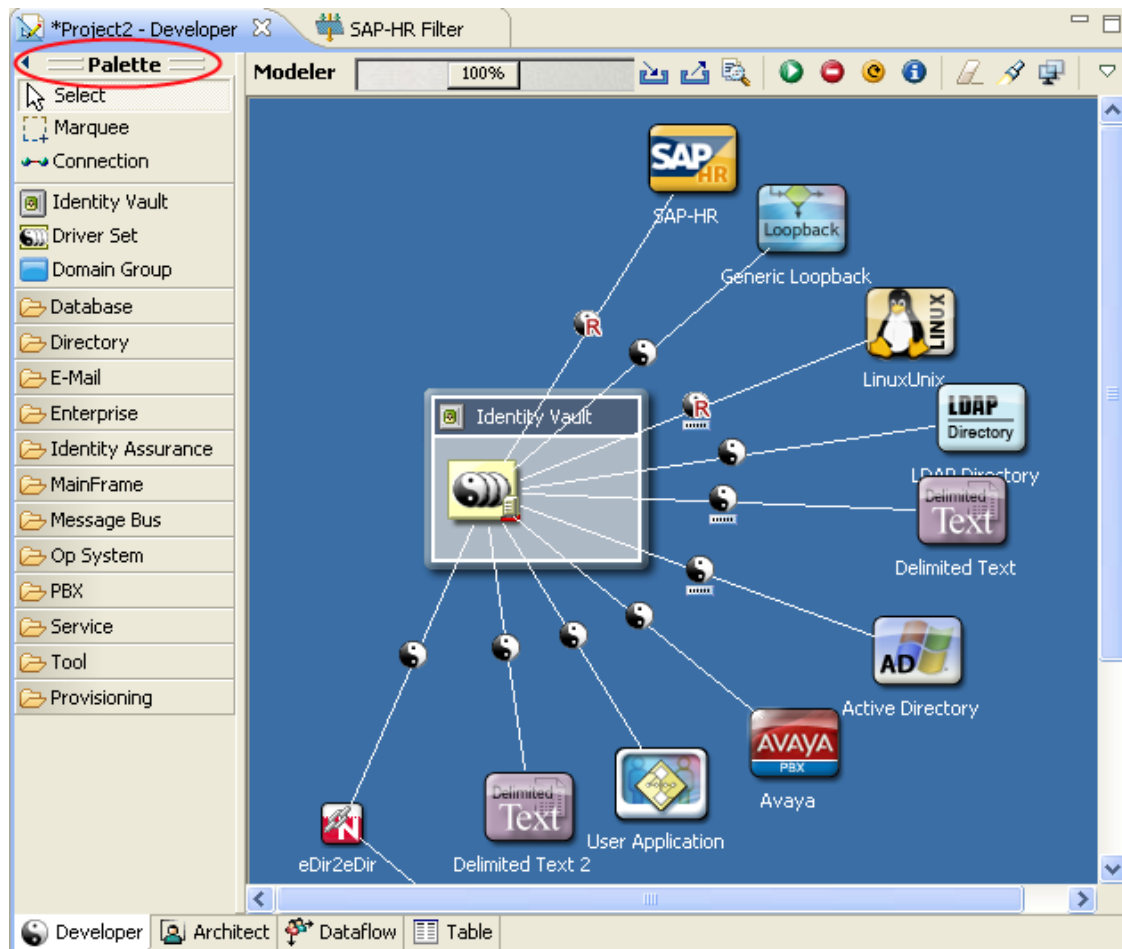 *Project2 - Developer
SAP-HR Filter
Palette
Select
Marquee
Connection
Identity Vault
Driver Set
Domain Group
Database
Directory
E-Mail
Enterprise
Identity Assurance
MainFrame
Message Bus
Op System
PBX
Service
Tool
Provisioning
Modeler
100%
SAP
HR
SAP-HR
Loopback
Generic Loopback
LINUX
LinuxUnix
LDAP
Directory
LDAP Directory
Delimited
Text
Delimited Text
AD
Active Directory
AVAYA
PBX
Avaya
User Application
Delimited
Text
Delimited Text 2
N
eDir2eDir
Identity Vault
R
R
Developer
Architect
Dataflow
Table